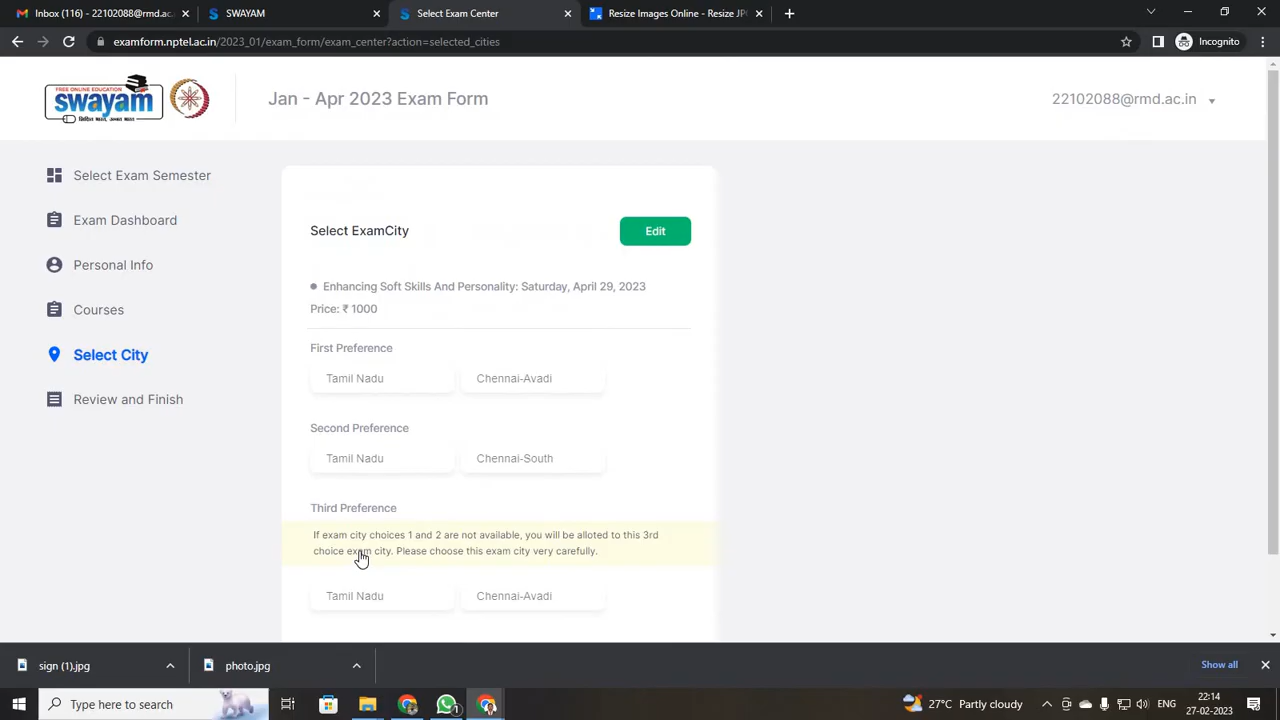 Inbox (116) - 22102088@rmd.ac.
SWAYAM
Select Exam Center
Resize Images Online - Resize JP
examform.nptel.ac.in/2023_01/exam_form/exam_center?action=selected_cities
Incognito
FREE ONLINE EDUCATION
swayam
Jan - Apr 2023 Exam Form
22102088@rmd.ac.in
Select Exam Semester
Exam Dashboard
Personal Info
Courses
Select City
Review and Finish
Select ExamCity
Edit
Enhancing Soft Skills And Personality: Saturday, April 29, 2023
Price: ₹ 1000
First Preference
Tamil Nadu Chennai-Avadi
Second Preference
Tamil Nadu Chennai-South
Third Preference
If exam city choices 1 and 2 are not available, you will be alloted to this 3rd
choice exam city. Please choose this exam city very carefully.
Tamil Nadu Chennai-Avadi
sign (1).jpg
photo.jpg
Show all
Type here to search
1
27°C Partly cloudy
ENG
22:14
27-02-2023